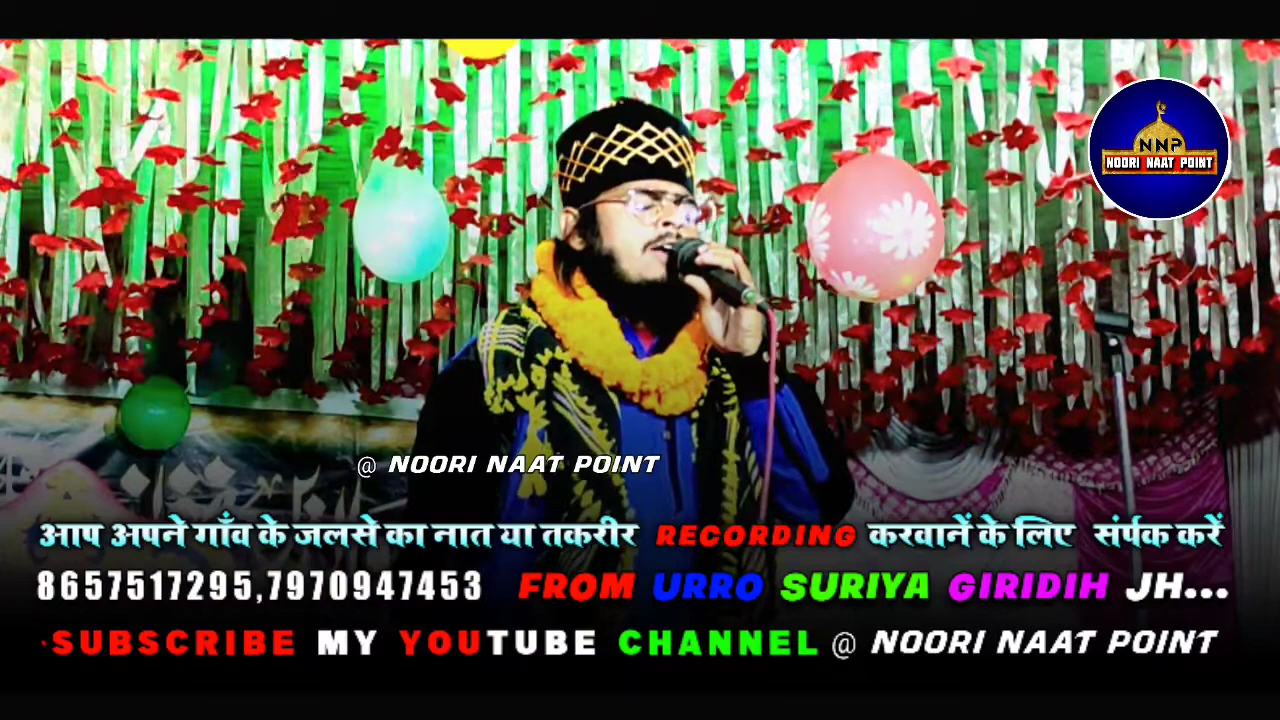 NNP
NOORI NAAT POINT
@ NOORI NAAT POINT
आप अपने गाँव के जलसे का नात या तकरीर RECORDING करवानें के लिए संर्पक करें
8657517295,7970947453 FROM URRO SURIYA GIRIDIH JH...
·SUBSCRIBE MY YOUTUBE CHANNEL @ NOORI NAAT POINT